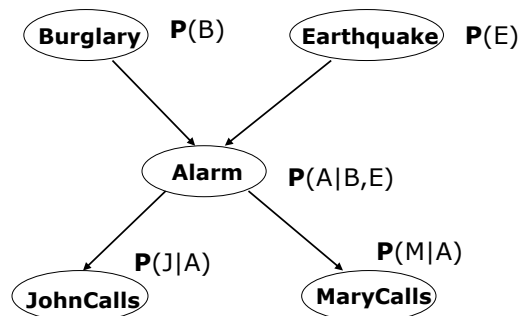 Burglary P(B)
Earthquake P(E)
Alarm
P(A|B,E)
P(J|A)
P(M|A)
JohnCalls
MaryCalls